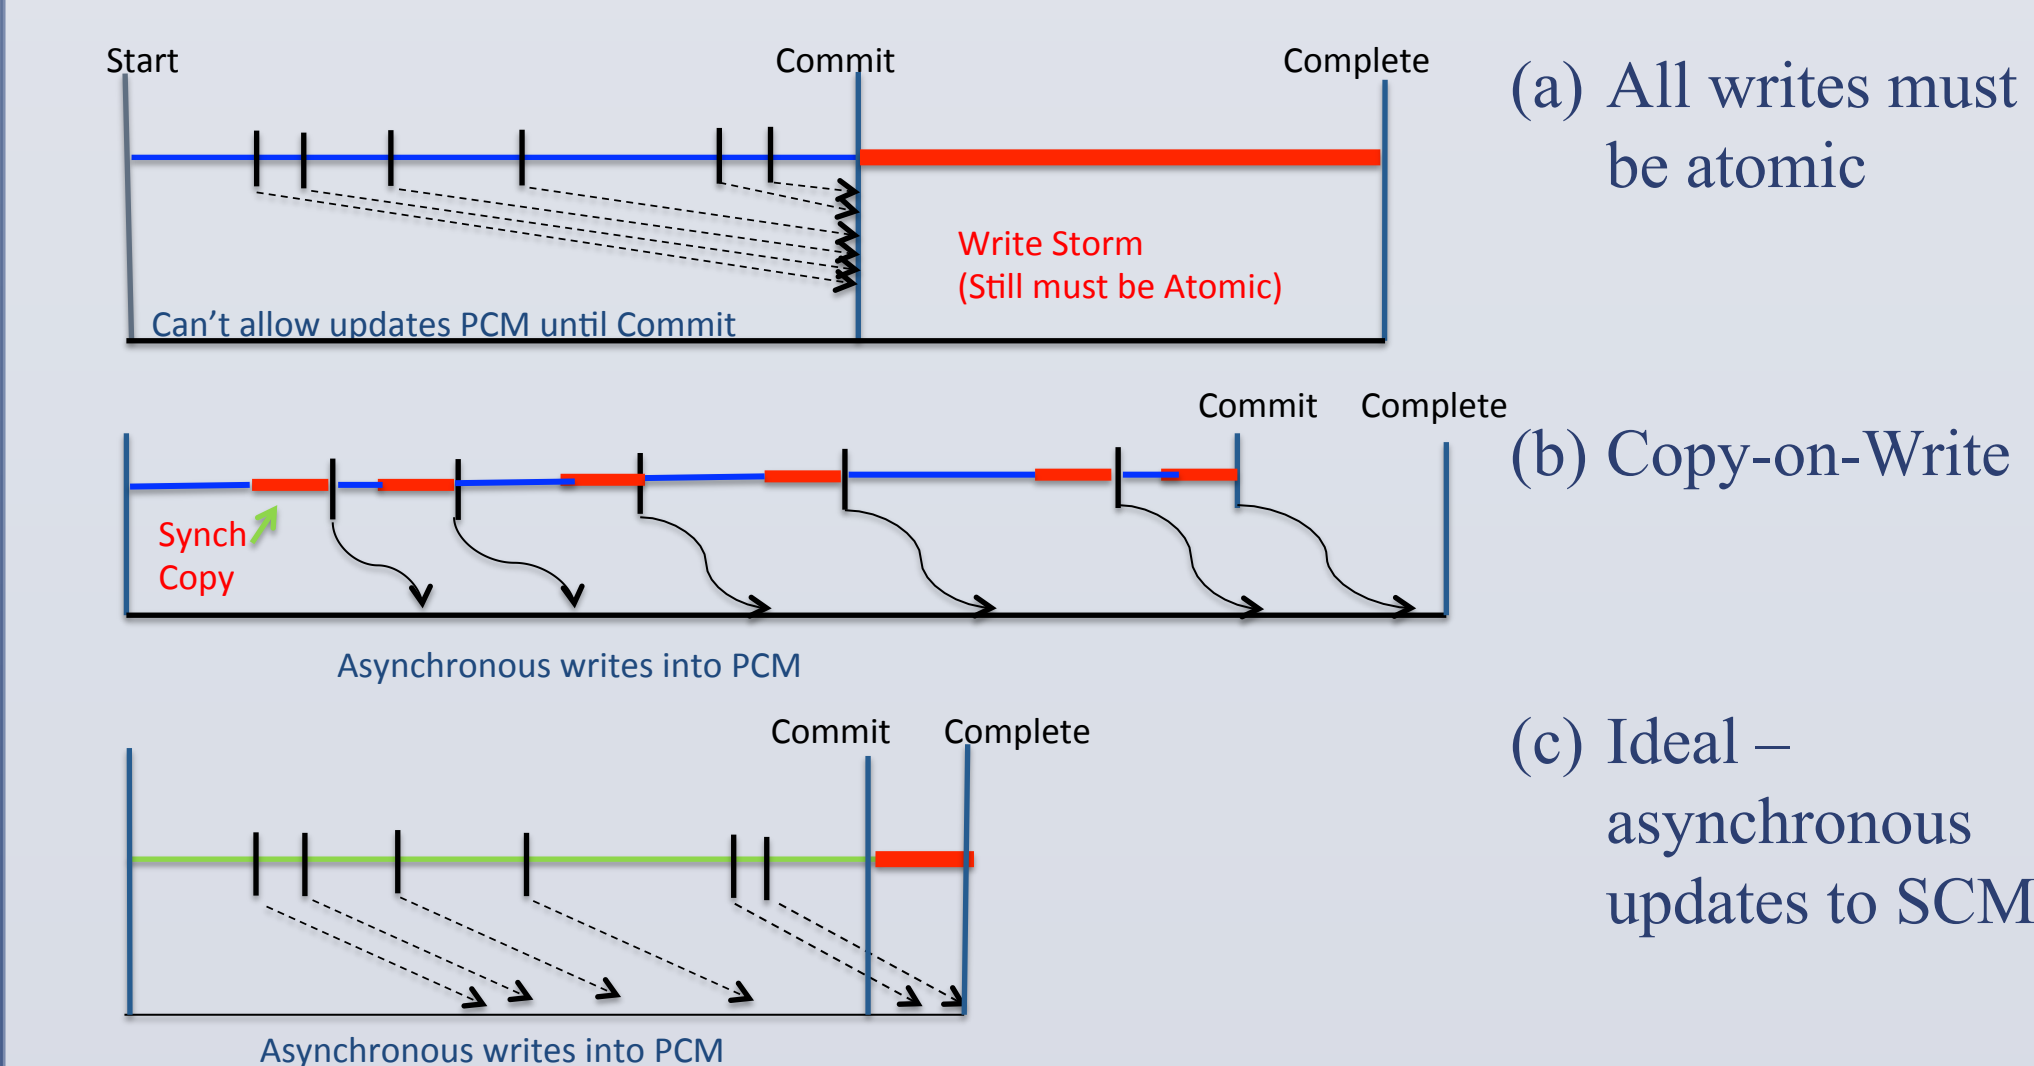 Start
Commit
Complete
Write Storm
(Still must be Atomic)
Can't allow updates PCM until Commit
(a) All writes must
be atomic
Commit
Complete
Synch
Copy
Asynchronous writes into PCM
(b) Copy-on-Write
Commit
Complete
Asynchronous writes into PCM
(c) Ideal –
asynchronous
updates to SCM